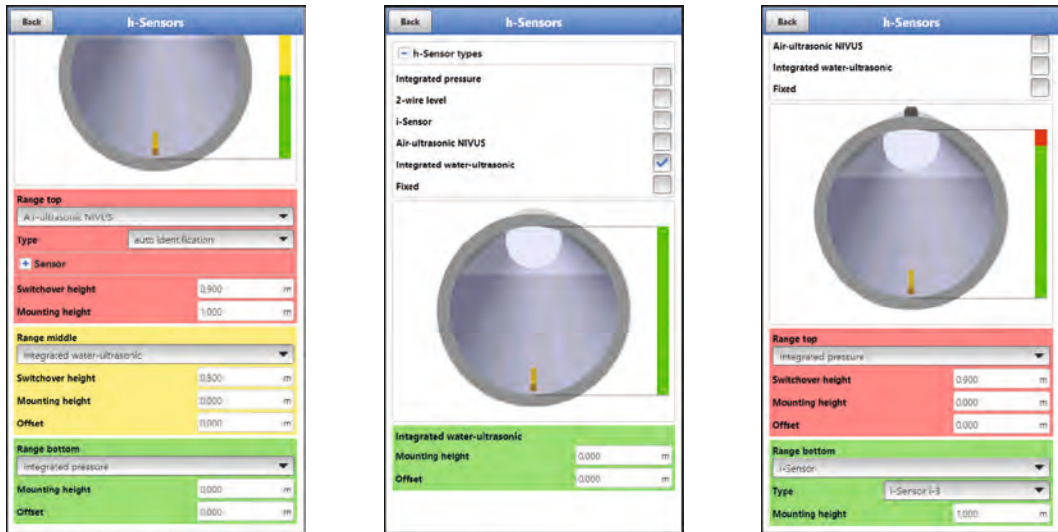 Back
h-Sensors
Range top
Air-ultrasonic NIVUS
Type
auto identification
Sensor
Switchover height
0,900 m
Mounting height
1,000 m
Range middle
Integrated water-ultrasonic
Switchover height
0,500 m
Mounting height
0,000 m
Offset
0,000 m
Range bottom
Integrated pressure
Mounting height
0,000 m
Offset
0,000 m
Back
h-Sensors
h-Sensor types
Integrated pressure
2-wire level
i-Sensor
Air-ultrasonic NIVUS
Integrated water-ultrasonic
Fixed
Integrated water-ultrasonic
Mounting height
0,000 m
Offset
0,000 m
Back
h-Sensors
Air-ultrasonic NIVUS
Integrated water-ultrasonic
Fixed
Range top
Integrated pressure
Switchover height
0,900 m
Mounting height
0,000 m
Offset
0,000 m
Range bottom
i-Sensor
Type
i-Sensor i-3
Mounting height
1,000 m